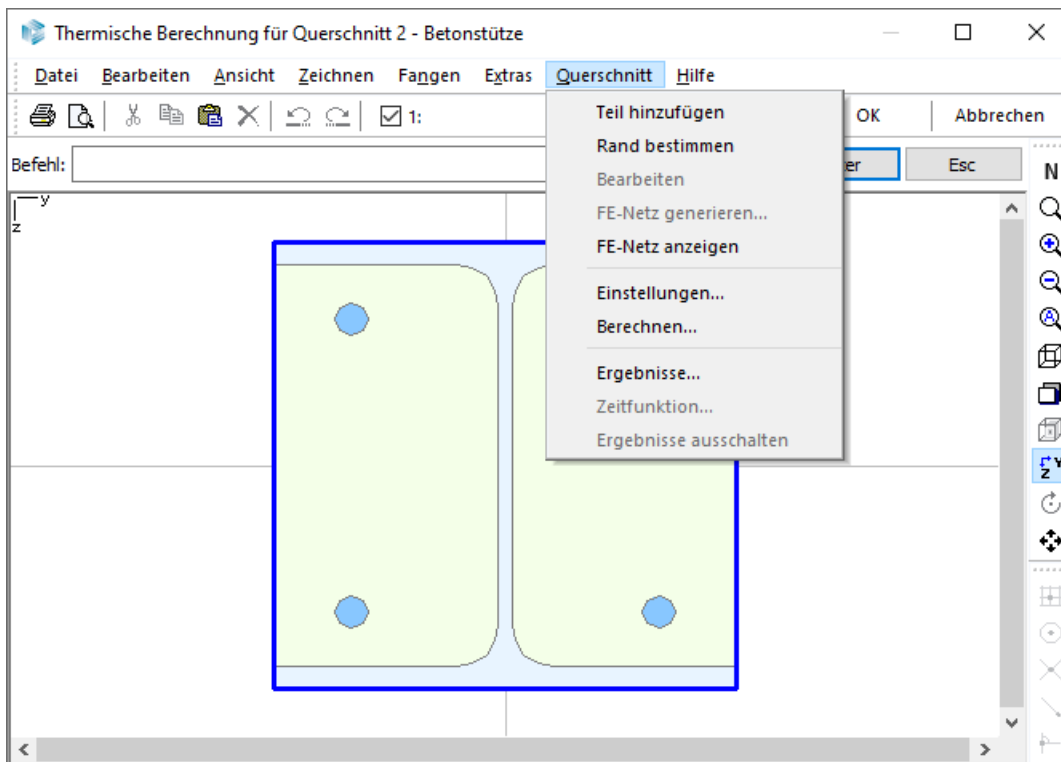 Thermische Berechnung für Querschnitt 2 - Betonstütze
Datei Bearbeiten Ansicht Zeichnen Fangen Extras Querschnitt Hilfe
1: OK Abbrechen
Befehl: Esc
N
y
z
Teil hinzufügen
Rand bestimmen
Bearbeiten
FE-Netz generieren...
FE-Netz anzeigen
Einstellungen...
Berechnen...
Ergebnisse...
Zeitfunktion...
Ergebnisse ausschalten
A
Y
Z